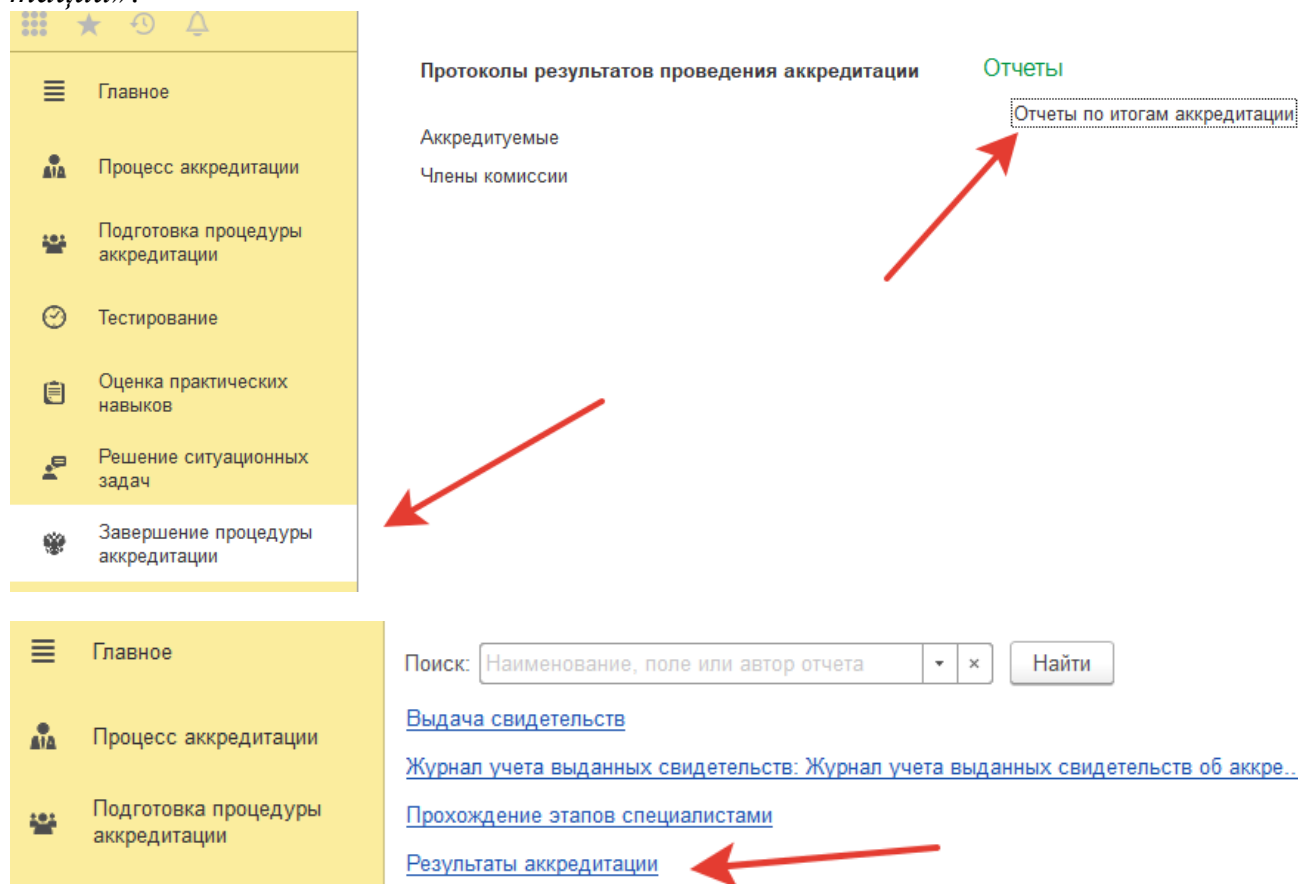 тации».
Главное
Процесс аккредитации
Подготовка процедуры
аккредитации
Тестирование
Оценка практических
навыков
Решение ситуационных
задач
Завершение процедуры
аккредитации
Протоколы результатов проведения аккредитации
Аккредитуемые
Члены комиссии
Отчеты
Отчеты по итогам аккредитации
Главное
Процесс аккредитации
Подготовка процедуры
аккредитации
Поиск: Наименование, поле или автор отчета Найти
Выдача свидетельств
Журнал учета выданных свидетельств: Журнал учета выданных свидетельств об аккре...
Прохождение этапов специалистами
Результаты аккредитации